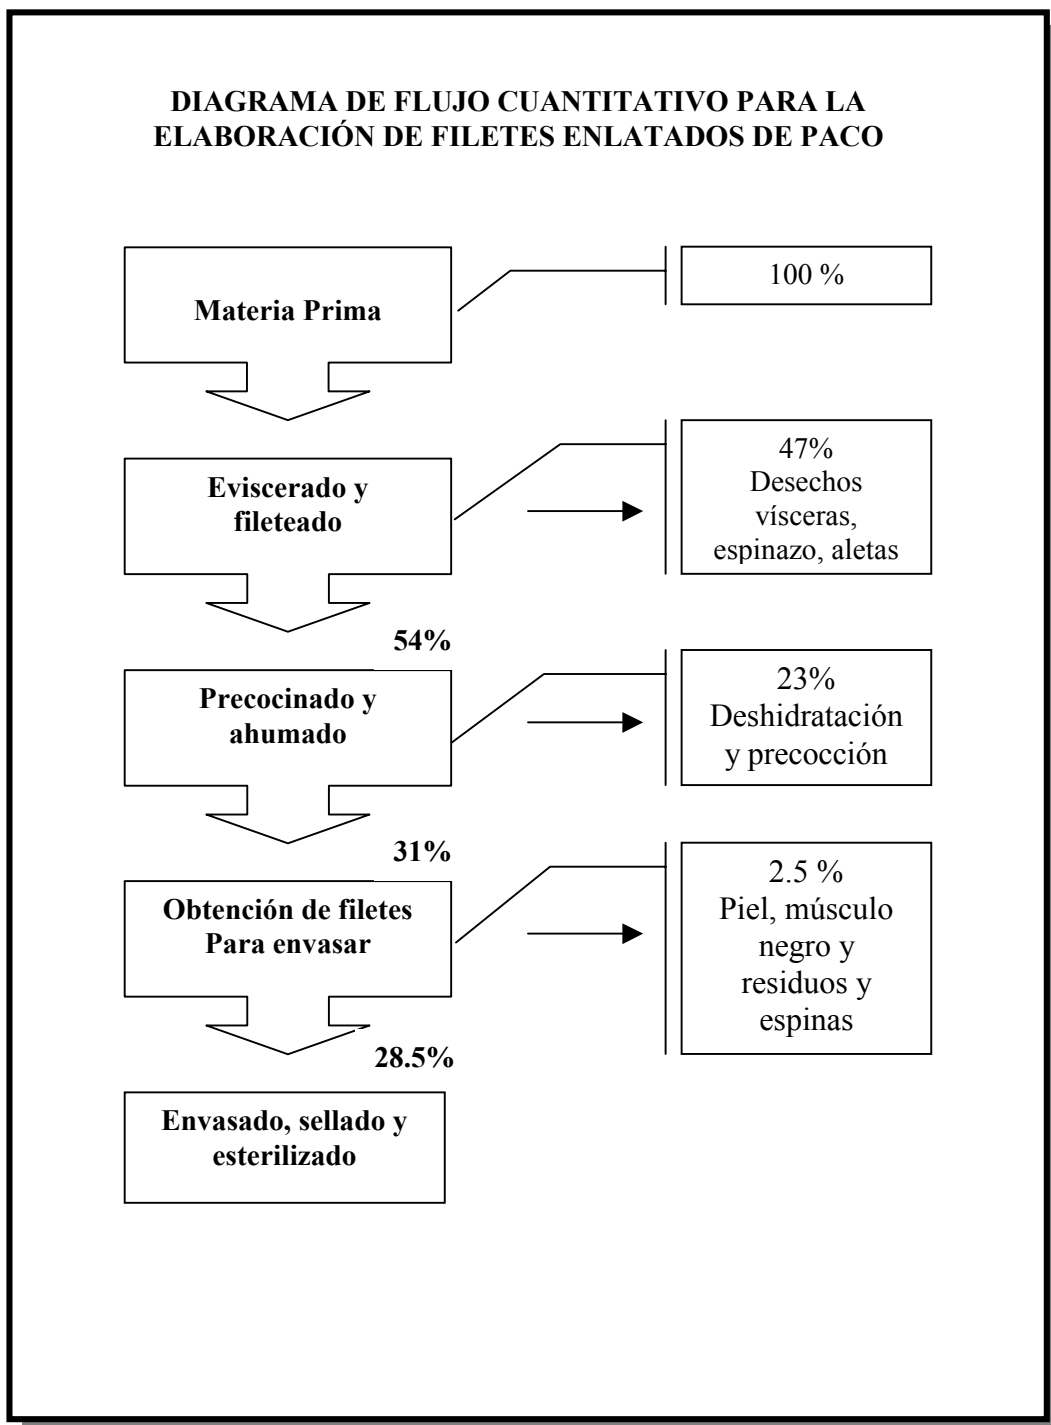 DIAGRAMA DE FLUJO CUANTITATIVO PARA LA
ELABORACIÓN DE FILETES ENLATADOS DE PACO
Materia Prima
100 %
Eviscerado y
fileteado
47%
Desechos
vísceras,
espinazo, aletas
54%
Precocinado y
ahumado
23%
Deshidratación
y precocción
31%
Obtención de filetes
Para envasar
2.5 %
Piel, músculo
negro y
residuos y
espinas
28.5%
Envasado, sellado y
esterilizado